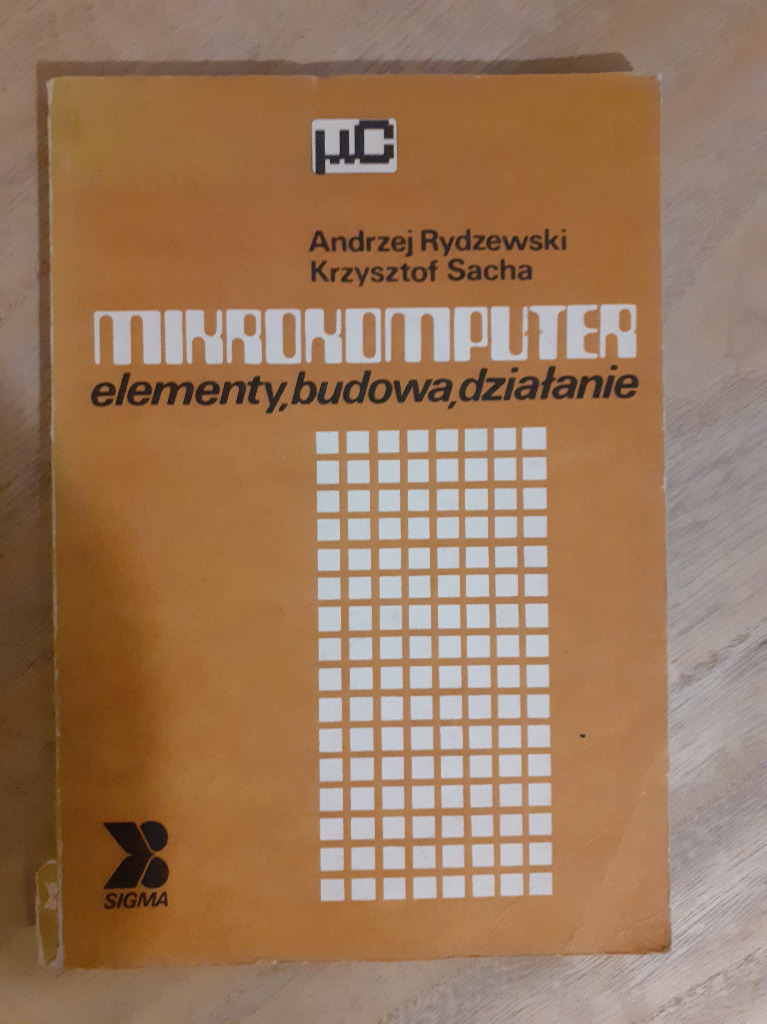 µC
Andrzej Rydzewski
Krzysztof Sacha
MIKROKOMPUTER
elementy, budowa, działanie
SIGMA